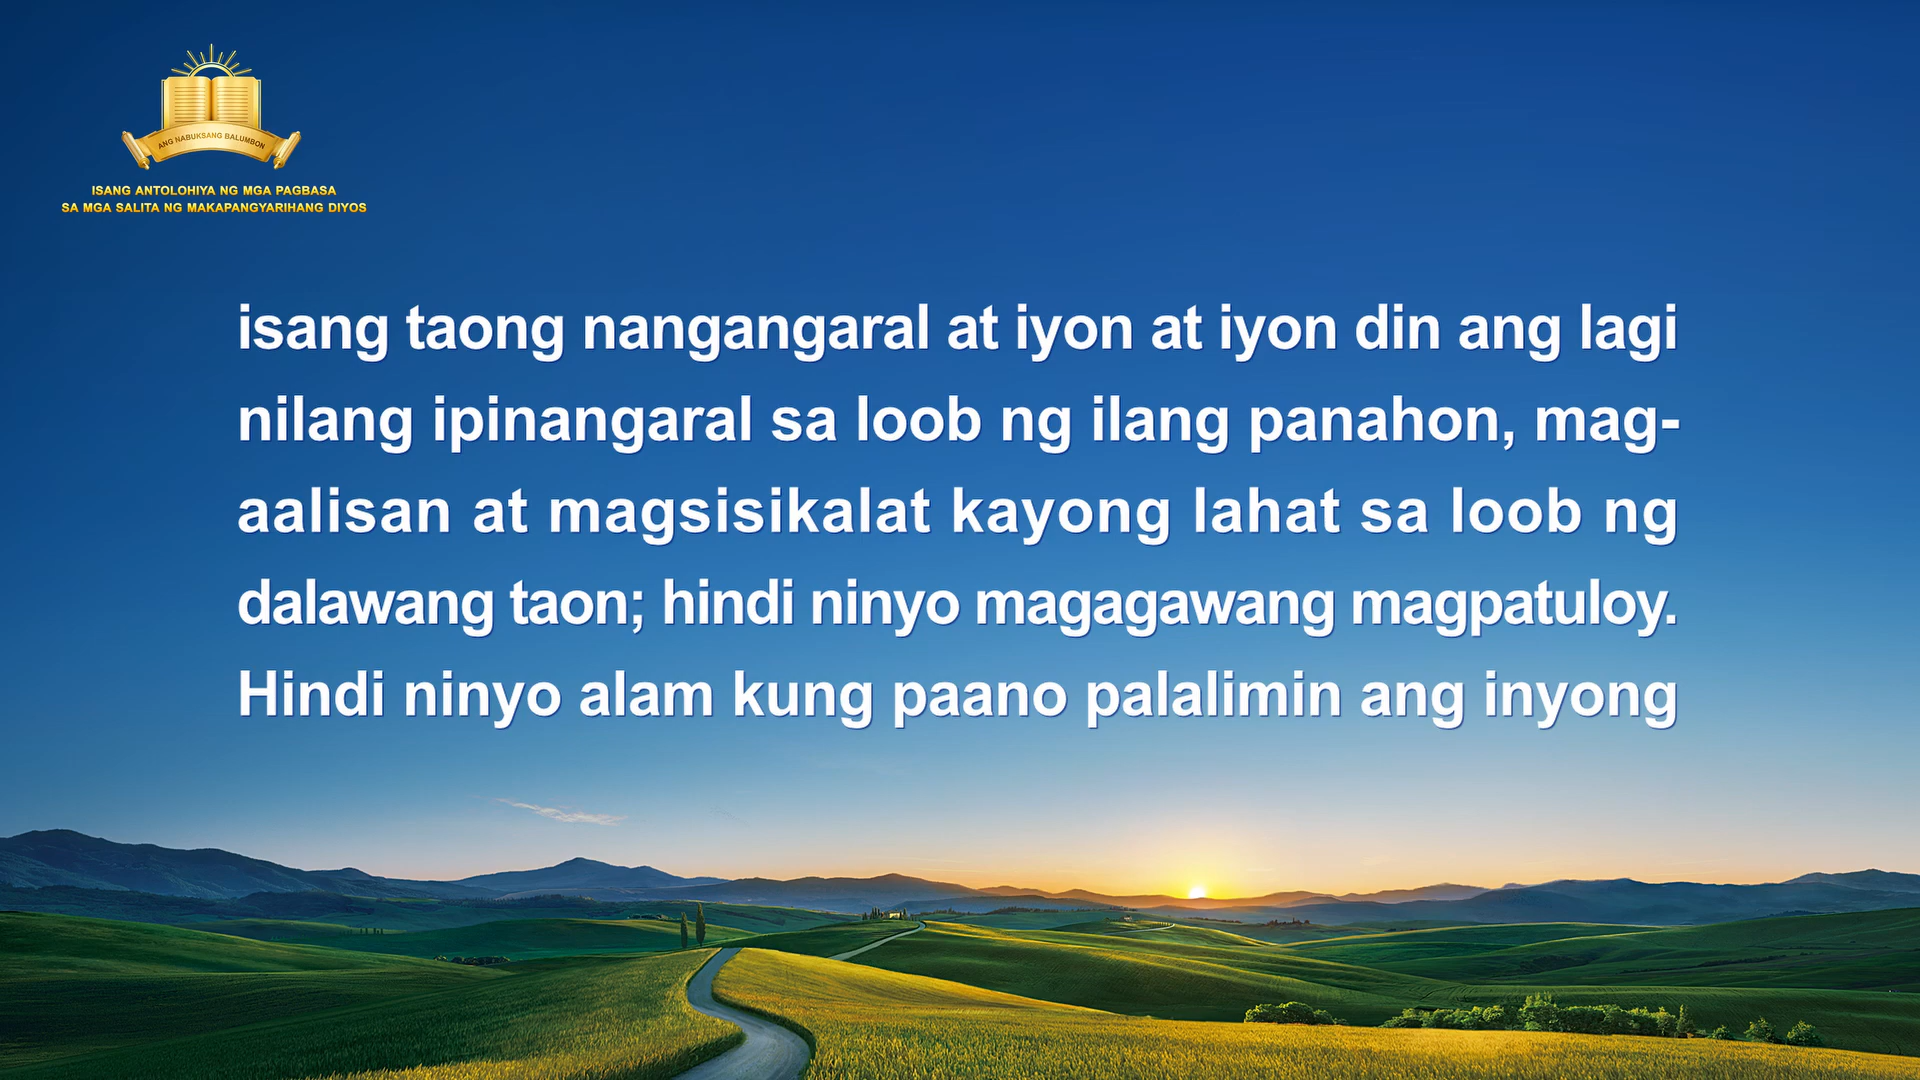 ANG NABUKSANG BALUMBON
ISANG ANTOLOHIYA NG MGA PAGBASA
SA MGA SALITA NG MAKAPANGYARIHANG DIYOS
isang taong nangangaral at iyon at iyon din ang lagi
nilang ipinangaral sa loob ng ilang panahon, mag-
aalisan at magsisikalat kayong lahat sa loob ng
dalawang taon; hindi ninyo magagawang magpatuloy.
Hindi ninyo alam kung paano palalimin ang inyong